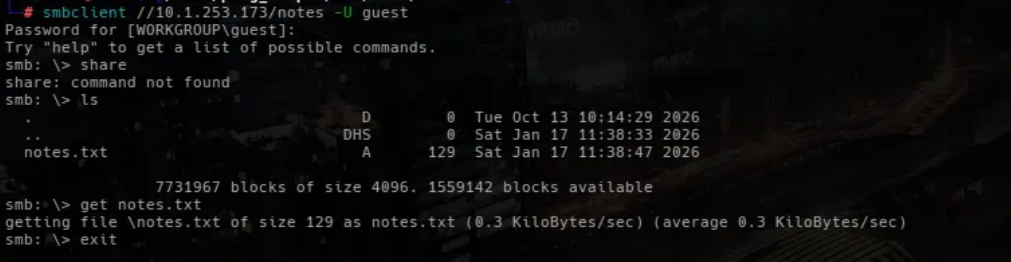 # smbclient //10.1.253.173/notes -U guest
Password for [WORKGROUP\guest]:
Try "help" to get a list of possible commands.
smb: \> share
share: command not found
smb: \> ls
  .                                   D        0  Tue Oct 13 10:14:29 2026
  ..                                DHS        0  Sat Jan 17 11:38:33 2026
  notes.txt                           A      129  Sat Jan 17 11:38:47 2026

                7731967 blocks of size 4096. 1559142 blocks available
smb: \> get notes.txt
getting file \notes.txt of size 129 as notes.txt (0.3 KiloBytes/sec) (average 0.3 KiloBytes/sec)
smb: \> exit